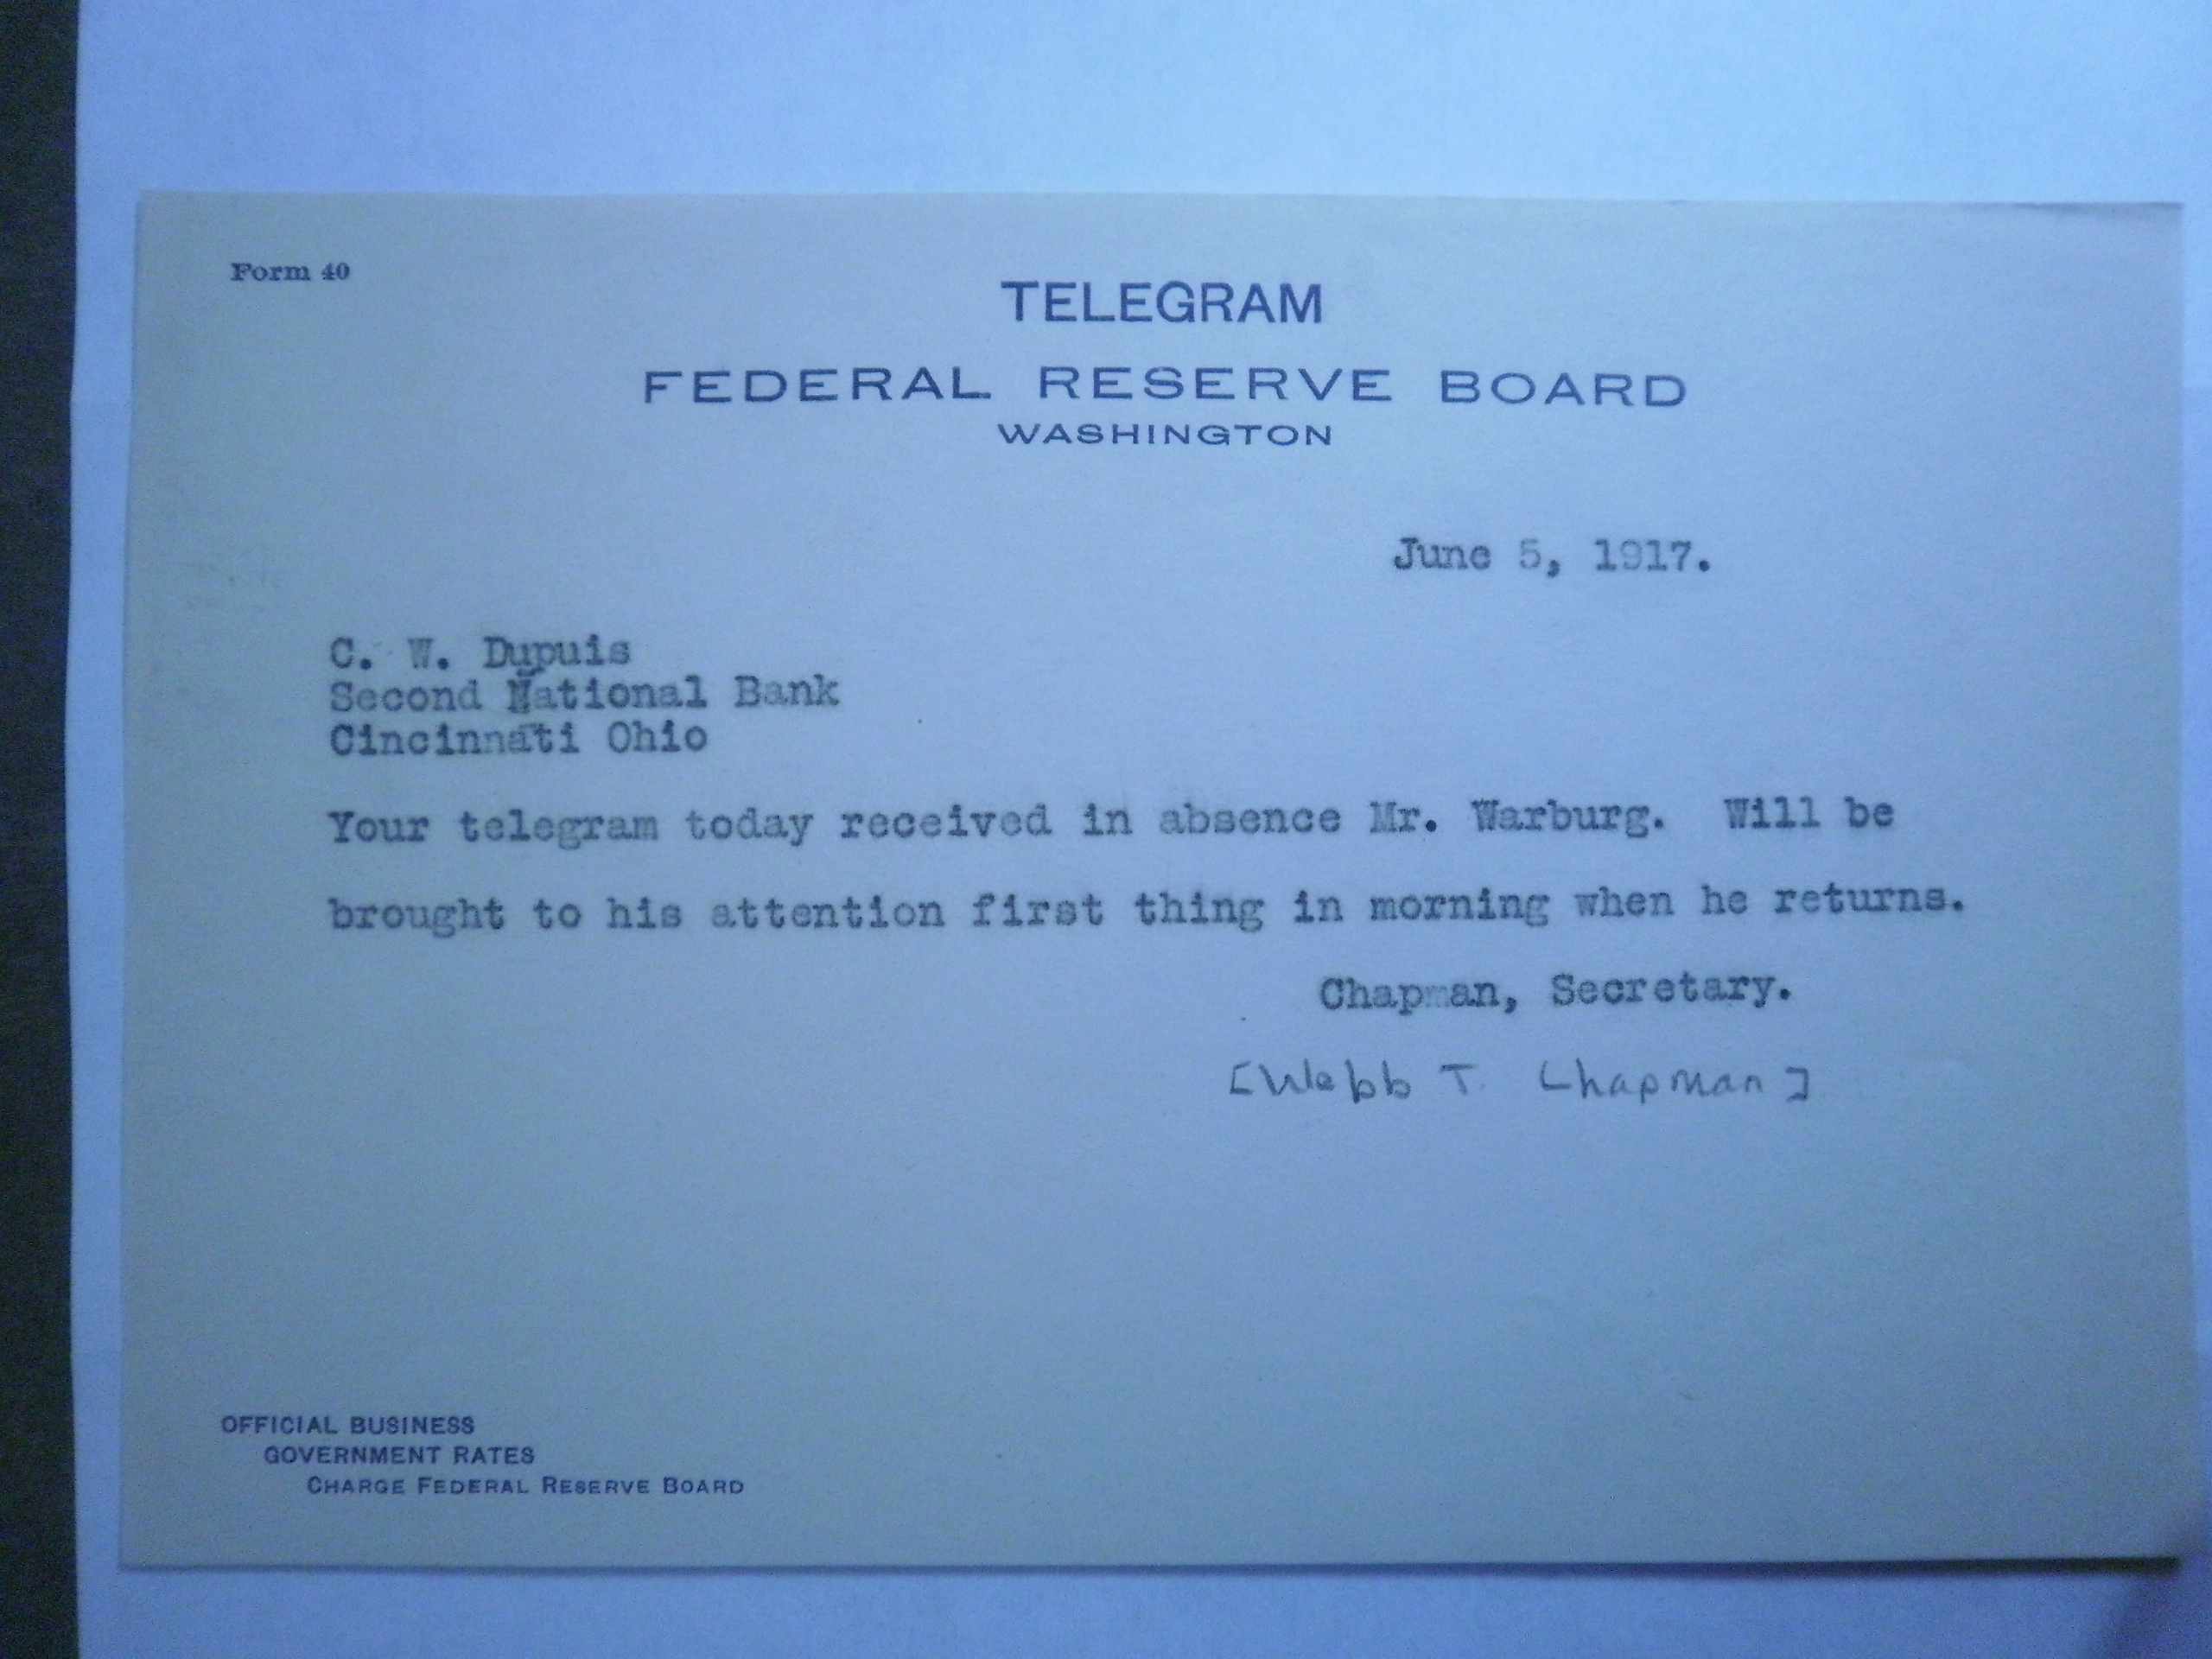 Form 40
TELEGRAM
FEDERAL RESERVE BOARD
WASHINGTON
June 5, 1917.
C. W. Dupuis
Second National Bank
Cincinnati Ohio
Your telegram today received in absence Mr. Warburg. Will be
brought to his attention first thing in morning when he returns.
Chapman, Secretary.
[Webb T. Chapman]
OFFICIAL BUSINESS
GOVERNMENT RATES
CHARGE FEDERAL RESERVE BOARD